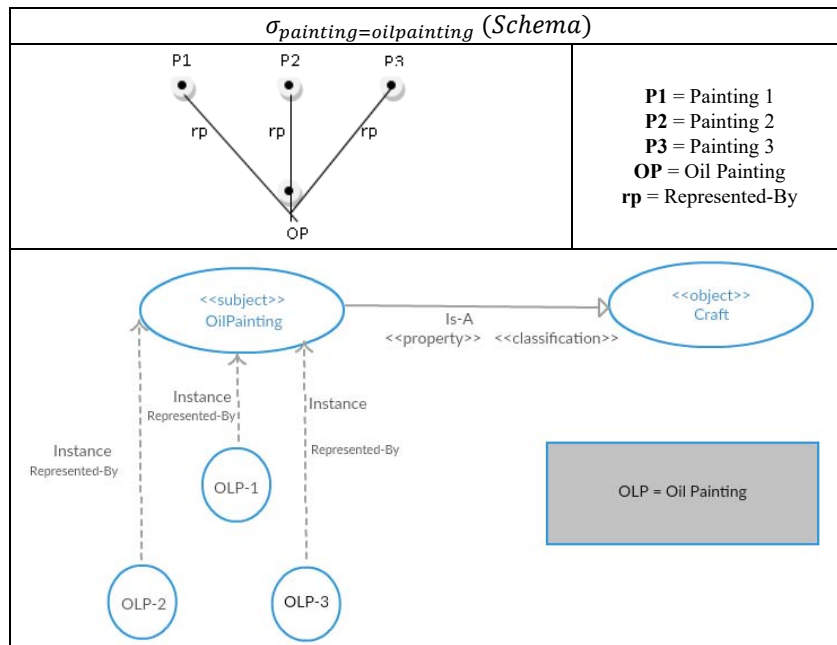 σpainting=oilpainting (Schema)
P1 P2 P3
rp rp rp
OP
P1 = Painting 1
P2 = Painting 2
P3 = Painting 3
OP = Oil Painting
rp = Represented-By
<<subject>>
OilPainting
Is-A
<<property>> <<classification>>
<<object>>
Craft
Instance
Represented-By
Instance
Represented-By
Instance
Represented-By
OLP-1
OLP-2
OLP-3
OLP = Oil Painting